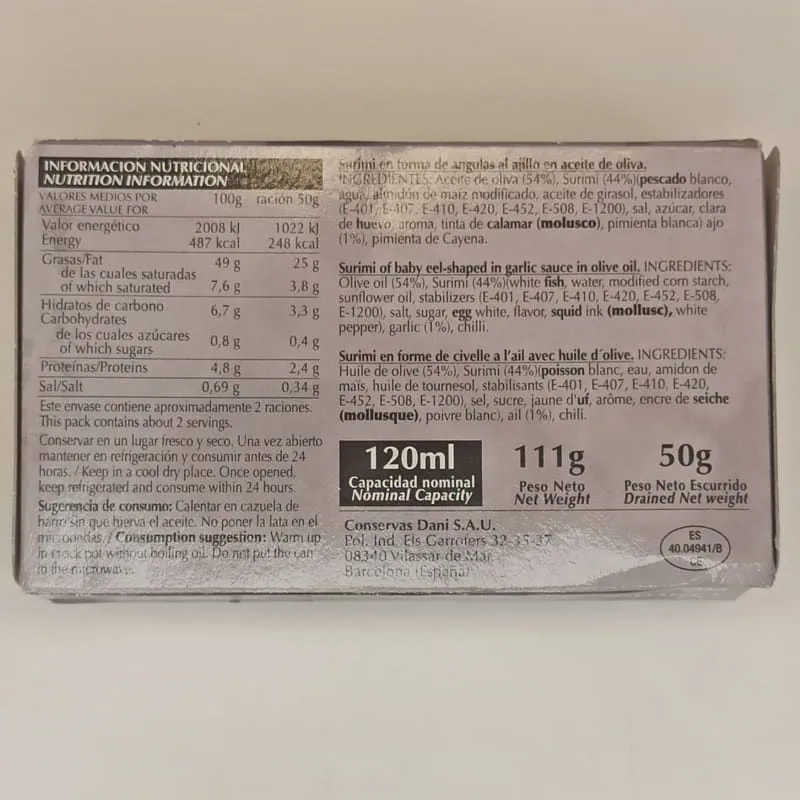 INFORMACION NUTRICIONAL
NUTRITION INFORMATION
VALORES MEDIOS POR 100g ración 50g
AVERAGE VALUE FOR
Valor energético 2008 kJ 1022 kJ
Energy 487 kcal 248 kcal
Grasas/Fat 49 g 25 g
de las cuales saturadas
of which saturated 7,6 g 3,8 g
Hidratos de carbono
Carbohydrates 6,7 g 3,3 g
de los cuales azúcares
of which sugars 0,8 g 0,4 g
Proteínas/Proteins 4,8 g 2,4 g
Sal/Salt 0,69 g 0,34 g
Este envase contiene aproximadamente 2 raciones.
This pack contains about 2 servings.
Conservar en un lugar fresco y seco. Una vez abierto
mantener en refrigeración y consumir antes de 24
horas. / Keep in a cool dry place. Once opened,
keep refrigerated and consume within 24 hours.
Sugerencia de consumo: Calentar en cazuela de
barro sin que hierva el aceite. No poner la lata en el
microondas. / Consumption suggestion: Warm up
in crock pot without boiling oil. Do not put the can
in the microwave.
Surimi en forma de angulas al ajillo en aceite de oliva.
INGREDIENTES: Aceite de oliva (54%), Surimi (44%)(pescado blanco,
agua, almidón de maiz modificado, aceite de girasol, estabilizadores
(E-401, E-407, E-410, E-420, E-452, E-508, E-1200), sal, azúcar, clara
de huevo, aroma, tinta de calamar (molusco), pimienta blanca) ajo
(1%), pimienta de Cayena.
Surimi of baby eel-shaped in garlic sauce in olive oil. INGREDIENTS:
Olive oil (54%), Surimi (44%)(white fish, water, modified corn starch,
sunflower oil, stabilizers (E-401, E-407, E-410, E-420, E-452, E-508,
E-1200), salt, sugar, egg white, flavor, squid ink (mollusc), white
pepper), garlic (1%), chilli.
Surimi en forme de civelle a l'ail avec huile d´olive. INGREDIENTS:
Huile de olive (54%), Surimi (44%)(poisson blanc, eau, amidon de
maïs, huile de tournesol, stabilisants (E-401, E-407, E-410, E-420,
E-452, E-508, E-1200), sel, sucre, jaune d'uf, arôme, encre de seiche
(mollusque), poivre blanc), ail (1%), chili.
120ml
Capacidad nominal
Nominal Capacity
111g
Peso Neto
Net Weight
50g
Peso Neto Escurrido
Drained Net weight
Conservas Dani S.A.U.
Pol. Ind. Els Garrofers 32-35-37
08340 Vilassar de Mar
Barcelona (España)
ES
40.04941/B
CE